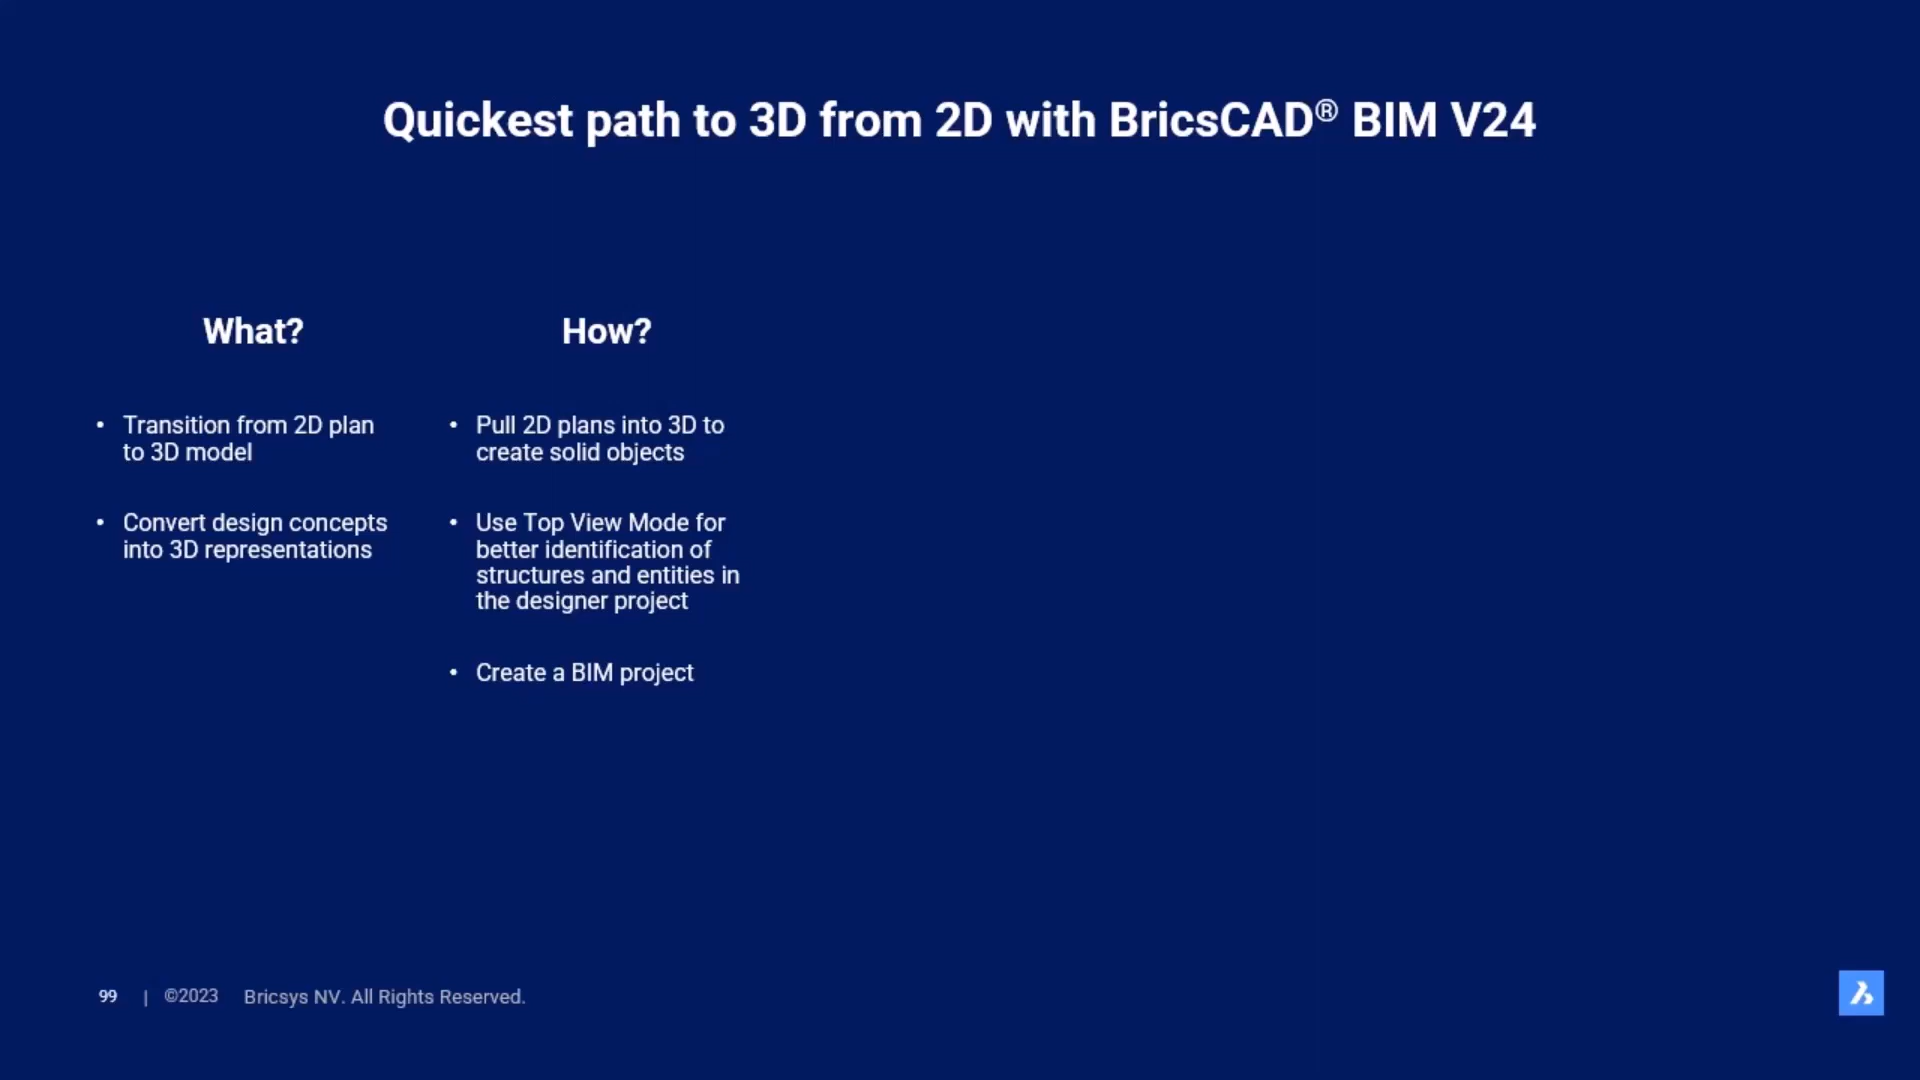 Quickest path to 3D from 2D with BricsCAD® BIM V24
What?
• Transition from 2D plan
to 3D model
• Convert design concepts
into 3D representations
How?
• Pull 2D plans into 3D to
create solid objects
• Use Top View Mode for
better identification of
structures and entities in
the designer project
• Create a BIM project
99 | ©2023 Bricsys NV. All Rights Reserved.